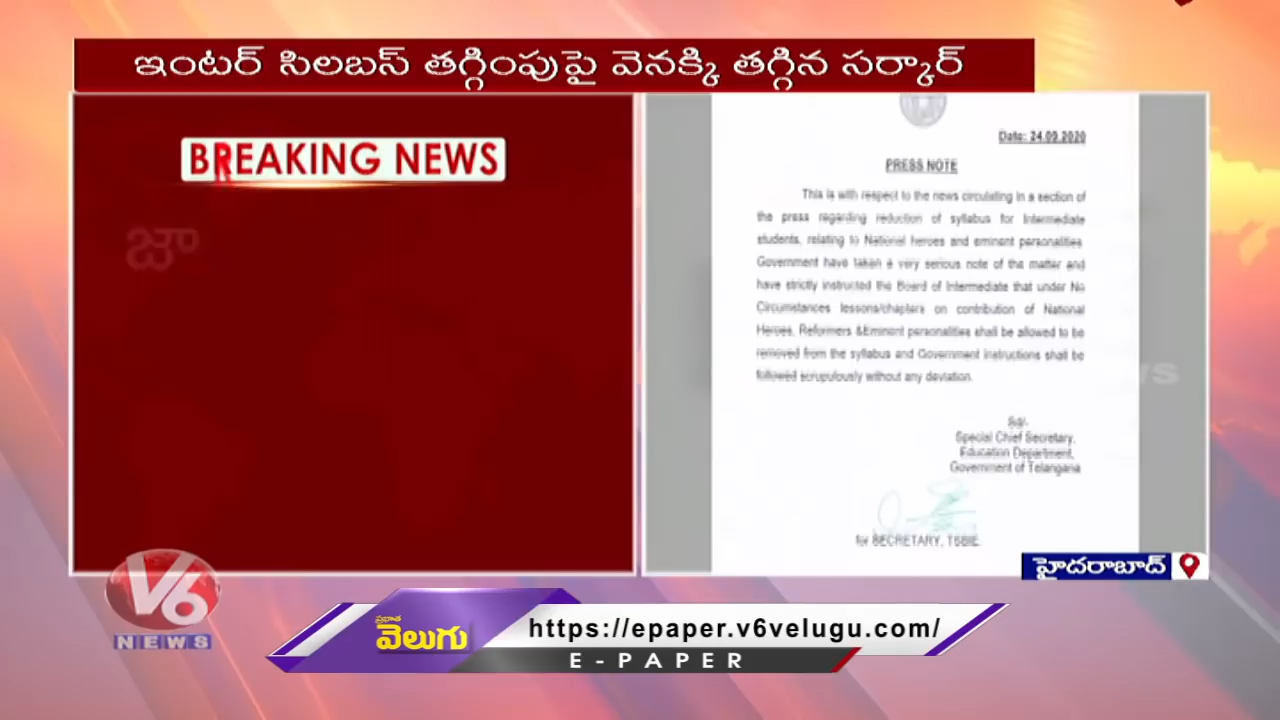 ఇంటర్ సిలబస్ తగ్గింపుపై వెనక్కి తగ్గిన సర్కార్
BREAKING NEWS
జా
Date: 24.09.2020
PRESS NOTE
This is with respect to the news circulating in a section of
the press regarding reduction of syllabus for Intermediate
students, relating to National heroes and eminent personalities.
Government have taken a very serious note of the matter and
have strictly instructed the Board of Intermediate that under No
Circumstances lessons/chapters on contribution of National
Heroes, Reformers &Eminent personalities shall be allowed to be
removed from the syllabus and Government instructions shall be
followed scrupulously without any deviation.
Sd/-
Special Chief Secretary,
Education Department,
Government of Telangana
for SECRETARY, TSBIE.
హైదరాబాద్
V6
NEWS
ప్రభాత
వెలుగు
https://epaper.v6velugu.com/
E-PAPER